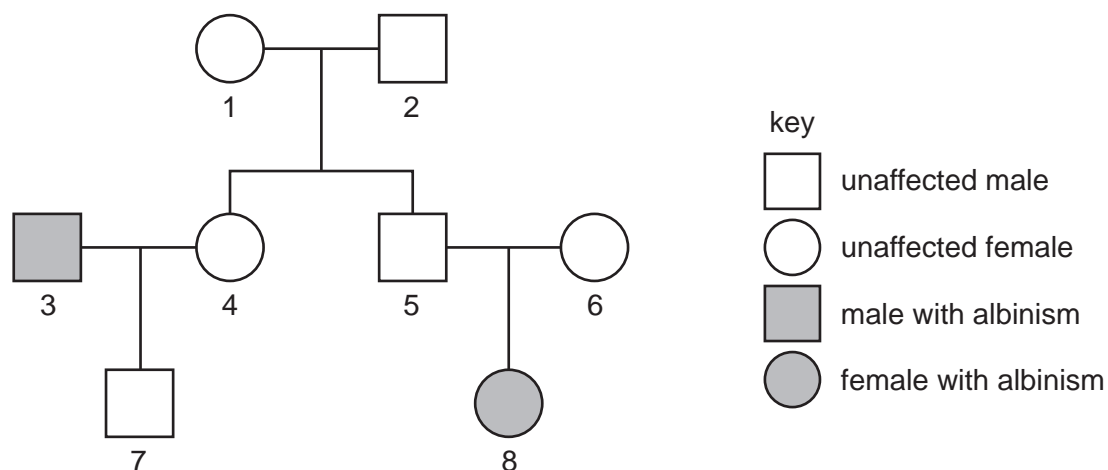 1 2
key
unaffected male
unaffected female
3 4 5 6
male with albinism
female with albinism
7 8